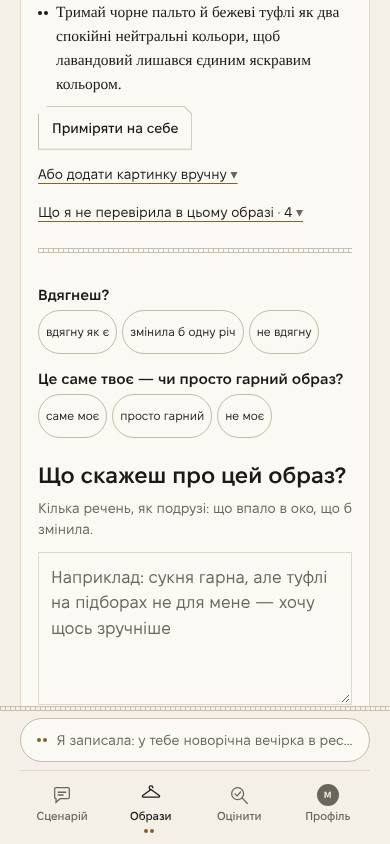 Тримай чорне пальто й бежеві туфлі як два
спокійні нейтральні кольори, щоб
лавандовий лишався єдиним яскравим
кольором.
Приміряти на себе
Або додати картинку вручну ▾
Що я не перевірила в цьому образі · 4 ▾
Вдягнеш?
вдягну як є
змінила б одну річ
не вдягну
Це саме твоє — чи просто гарний образ?
саме моє
просто гарний
не моє
Що скажеш про цей образ?
Кілька речень, як подрузі: що впало в око, що б
змінила.
Наприклад: сукня гарна, але туфлі
на підборах не для мене — хочу
щось зручніше
Я записала: у тебе новорічна вечірка в рес...
Сценарій
Образи
Оцінити
М
Профіль